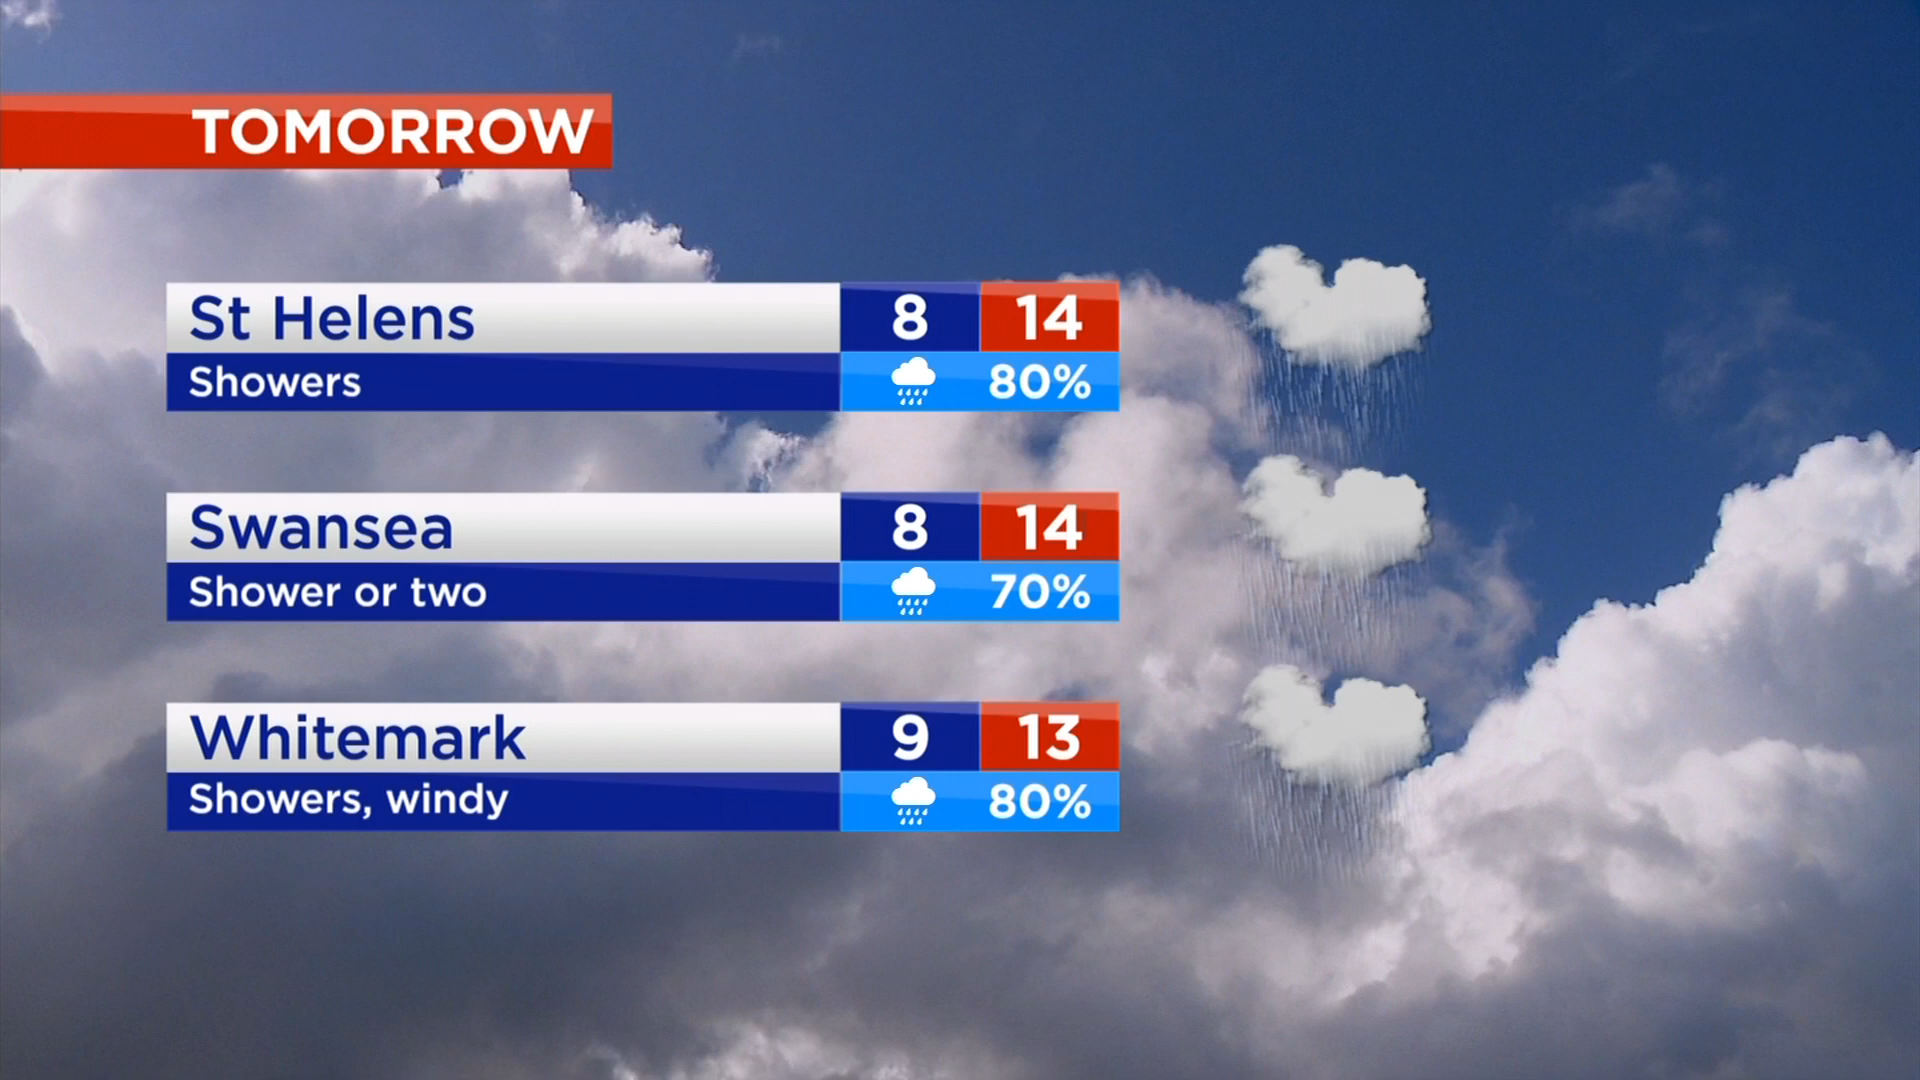 TOMORROW
St Helens 8 14
Showers 80%
Swansea 8 14
Shower or two 70%
Whitemark 9 13
Showers, windy 80%